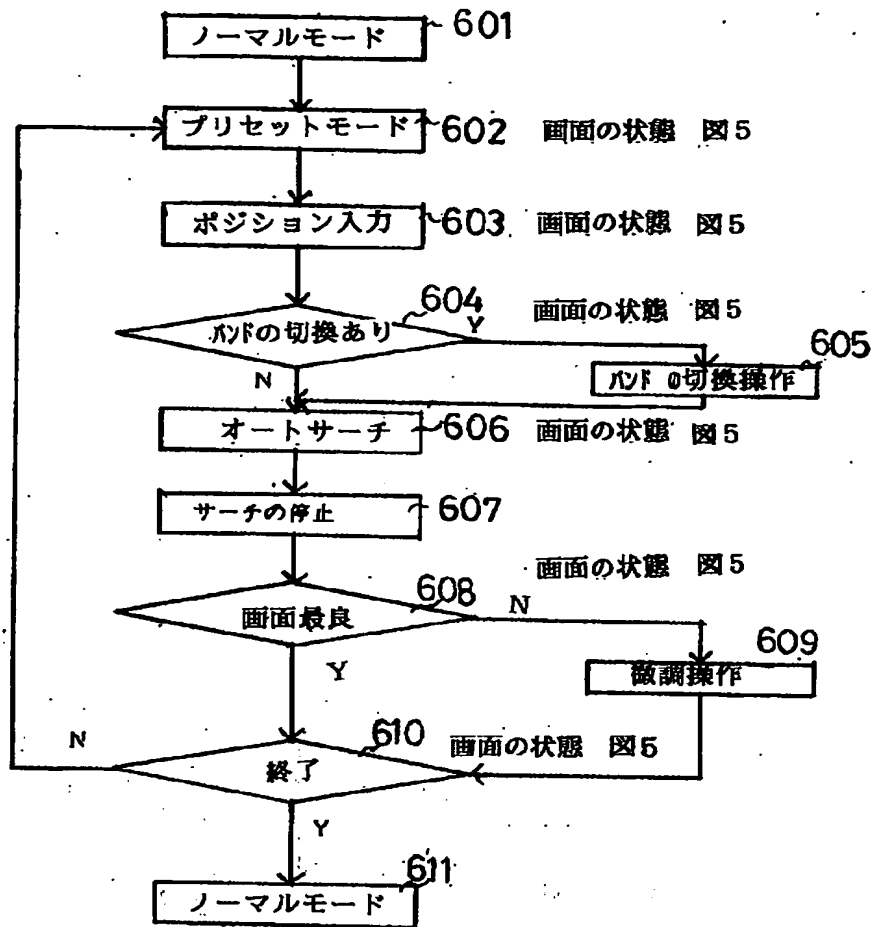 ノーマルモード 601
プリセットモード 602 画面の状態 図5
ポジション入力 603 画面の状態 図5
604 画面の状態 図5
バンドの切換あり Y
605
N バンドの切換操作
オートサーチ 606 画面の状態 図5
サーチの停止 607
画面の状態 図5
608 N
画面最良
609
Y 微調操作
N 610 画面の状態 図5
終了
Y
611
ノーマルモード